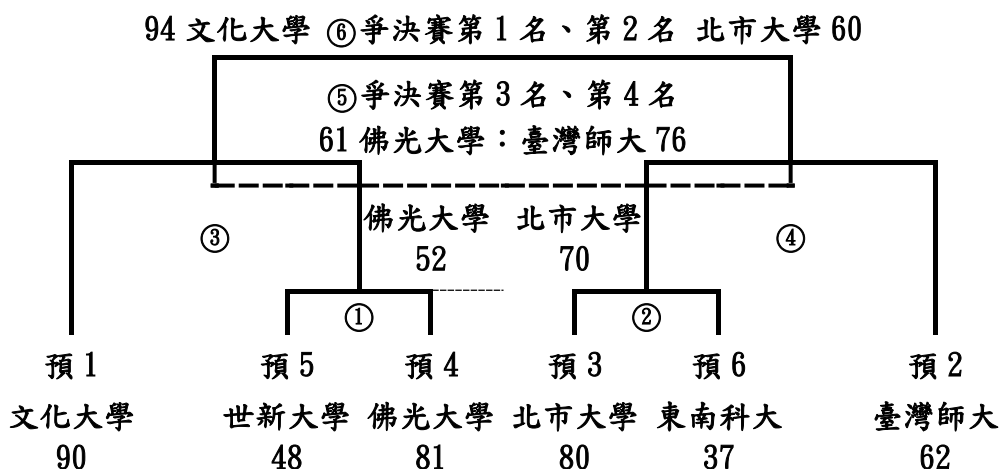 94 文化大學 ⑥爭決賽第 1 名、第 2 名 北市大學 60
⑤爭決賽第 3 名、第 4 名
61 佛光大學：臺灣師大 76
佛光大學 北市大學
③ ④
52 70
① ②
預 1 預 5 預 4 預 3 預 6 預 2
文化大學 世新大學 佛光大學 北市大學 東南科大 臺灣師大
90 48 81 80 37 62